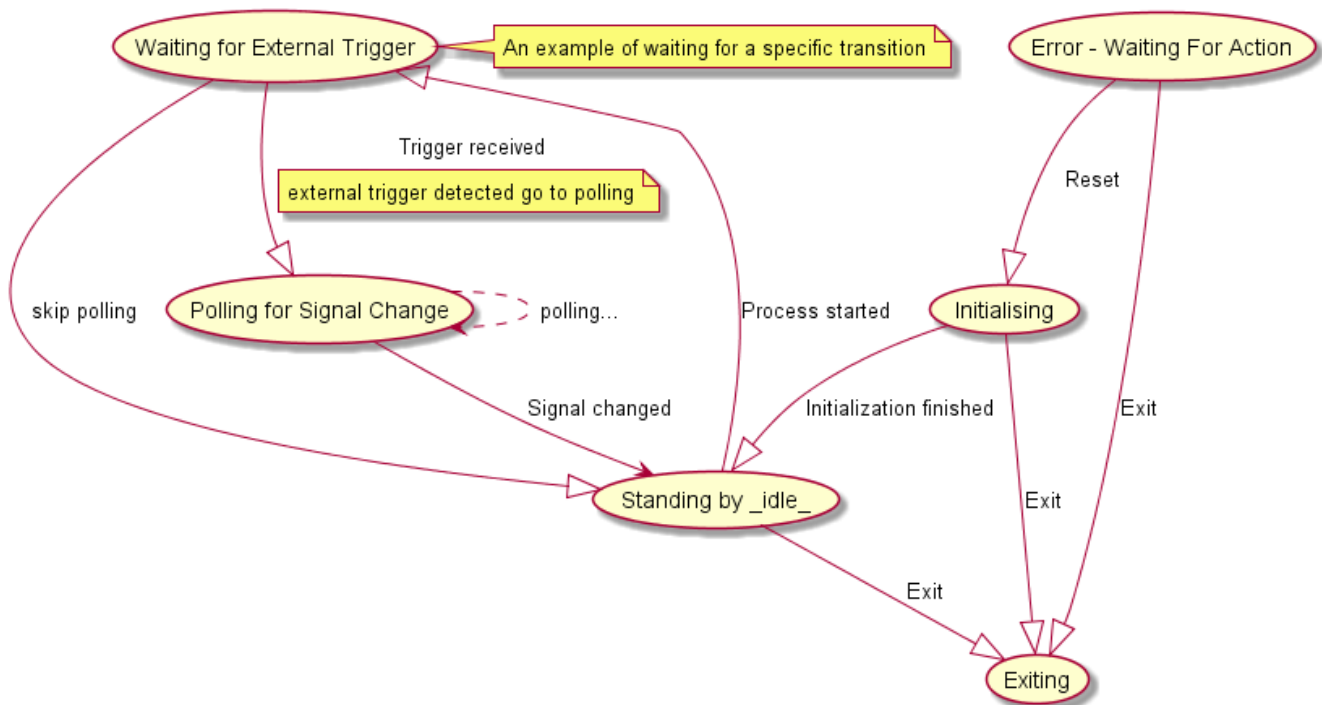 Waiting for External Trigger
An example of waiting for a specific transition
Error - Waiting For Action
Trigger received
external trigger detected go to polling
Reset
skip polling
Polling for Signal Change
polling...
Process started
Initialising
Signal changed
Initialization finished
Exit
Standing by _idle_
Exit
Exit
Exiting